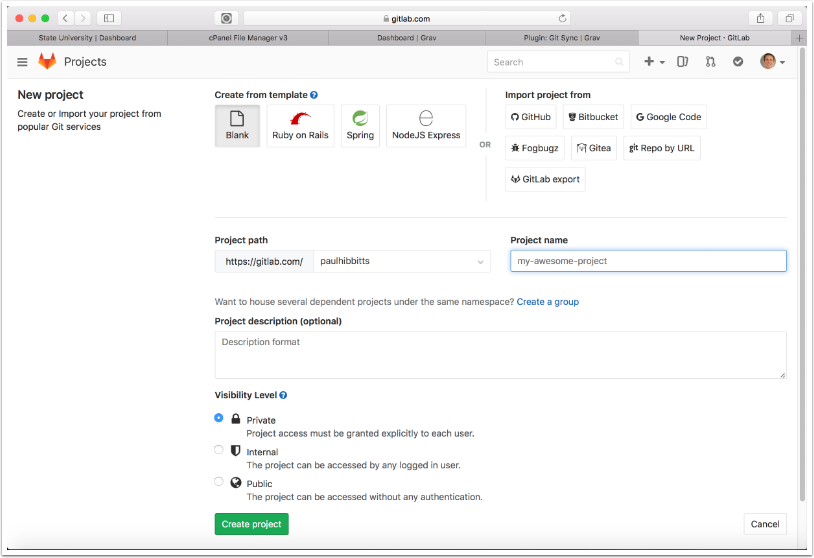 gitlab.com
State University | Dashboard
cPanel File Manager v3
Dashboard | Grav
Plugin: Git Sync | Grav
New Project · GitLab
Projects
Search
New project
Create or Import your project from
popular Git services
Create from template
Blank
Ruby on Rails
Spring
NodeJS Express
OR
Import project from
GitHub
Bitbucket
Google Code
Fogbugz
Gitea
git Repo by URL
GitLab export
Project path
https://gitlab.com/
paulhibbitts
Project name
my-awesome-project
Want to house several dependent projects under the same namespace? Create a group
Project description (optional)
Description format
Visibility Level
Private
Project access must be granted explicitly to each user.
Internal
The project can be accessed by any logged in user.
Public
The project can be accessed without any authentication.
Create project
Cancel